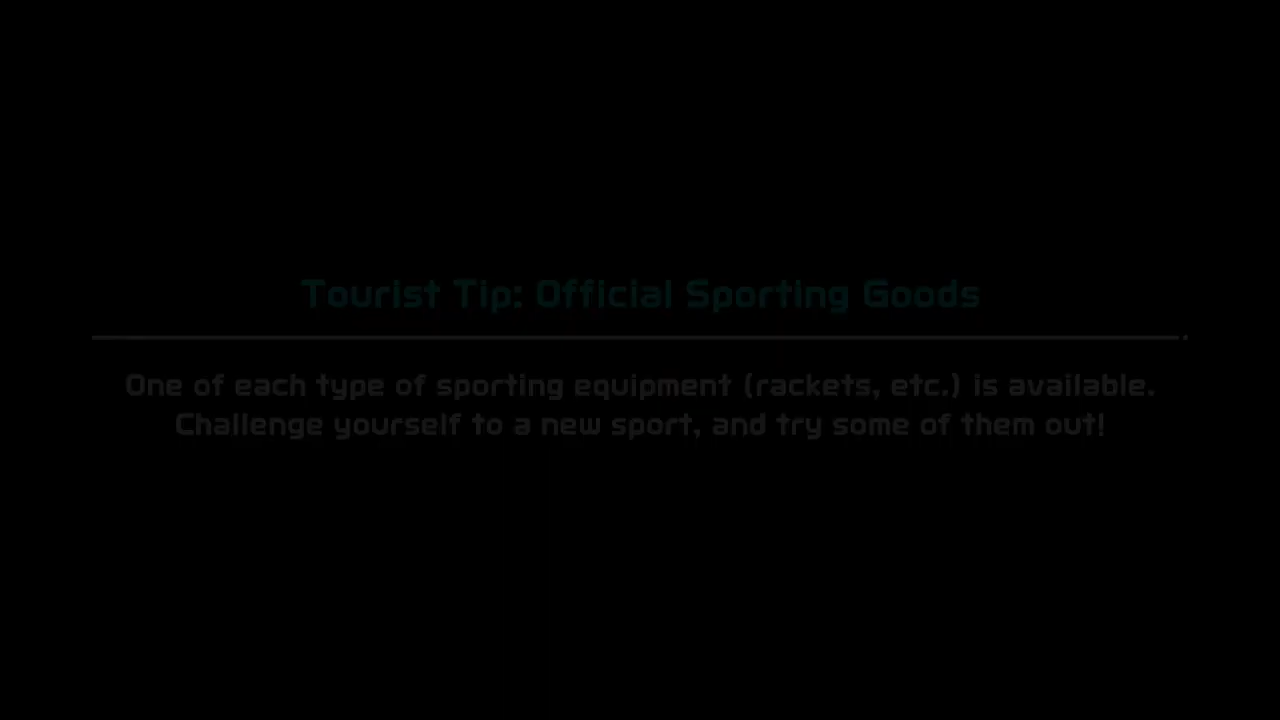 Tourist Tip: Official Sporting Goods
One of each type of sporting equipment (rackets, etc.) is available.
Challenge yourself to a new sport, and try some of them out!